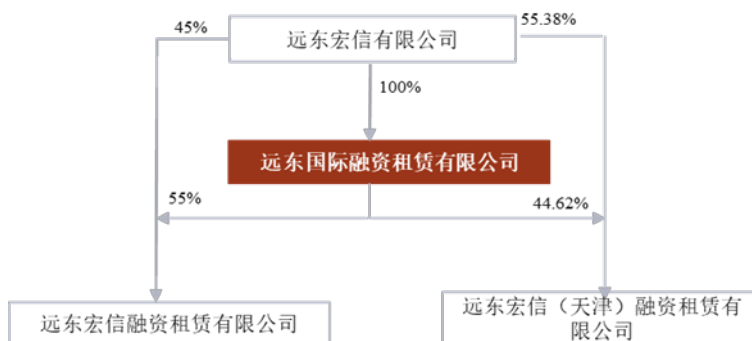 45%
远东宏信有限公司
55.38%
100%
远东国际融资租赁有限公司
55%
44.62%
远东宏信融资租赁有限公司
远东宏信（天津）融资租赁有
限公司